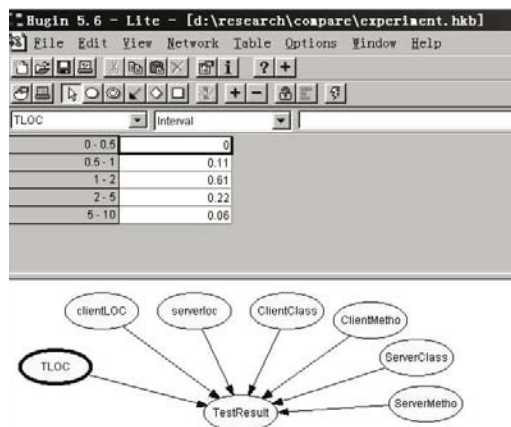 Hugin 5.6 - Lite - [d:\research\compare\experiment.hkb]
File Edit View Network Table Options Window Help
TLOC Interval
0 - 0.5 0
0.5 - 1 0.11
1 - 2 0.61
2 - 5 0.22
5 - 10 0.06
clientLOC serverloc ClientClass ClientMetho
TLOC ServerClass
TestResult ServerMetho